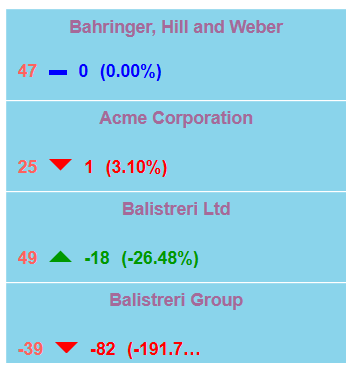 Bahringer, Hill and Weber
47 0 (0.00%)
Acme Corporation
25 1 (3.10%)
Balistreri Ltd
49 -18 (-26.48%)
Balistreri Group
-39 -82 (-191.7…